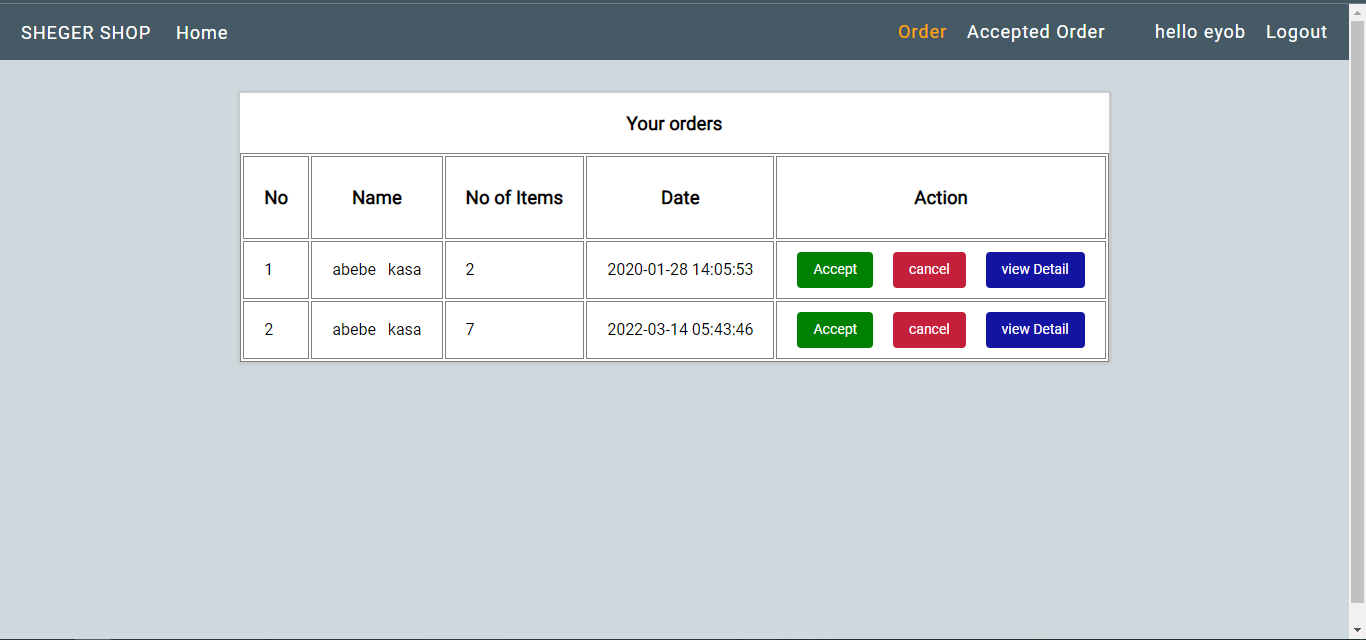 SHEGER SHOP Home Order Accepted Order hello eyob Logout
Your orders
No Name No of Items Date Action
1 abebe kasa 2 2020-01-28 14:05:53 Accept cancel view Detail
2 abebe kasa 7 2022-03-14 05:43:46 Accept cancel view Detail